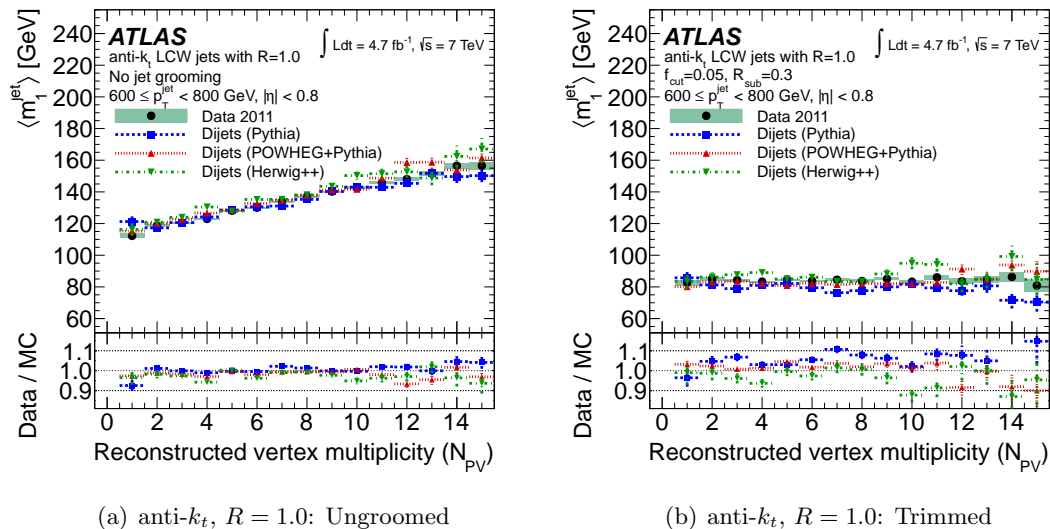 ⟨m₁^jet⟩ [GeV]
240
220
200
180
160
140
120
100
80
60
ATLAS
∫ Ldt = 4.7 fb⁻¹, √s = 7 TeV
anti-kₜ LCW jets with R=1.0
No jet grooming
600 ≤ p_T^jet < 800 GeV, |η| < 0.8
Data 2011
Dijets (Pythia)
Dijets (POWHEG+Pythia)
Dijets (Herwig++)
Data / MC
1.1
1.0
0.9
0 2 4 6 8 10 12 14
Reconstructed vertex multiplicity (N_PV)
(a) anti-kₜ, R = 1.0: Ungroomed
⟨m₁^jet⟩ [GeV]
240
220
200
180
160
140
120
100
80
60
ATLAS
∫ Ldt = 4.7 fb⁻¹, √s = 7 TeV
anti-kₜ LCW jets with R=1.0
f_cut=0.05, R_sub=0.3
600 ≤ p_T^jet < 800 GeV, |η| < 0.8
Data 2011
Dijets (Pythia)
Dijets (POWHEG+Pythia)
Dijets (Herwig++)
Data / MC
1.1
1.0
0.9
0 2 4 6 8 10 12 14
Reconstructed vertex multiplicity (N_PV)
(b) anti-kₜ, R = 1.0: Trimmed